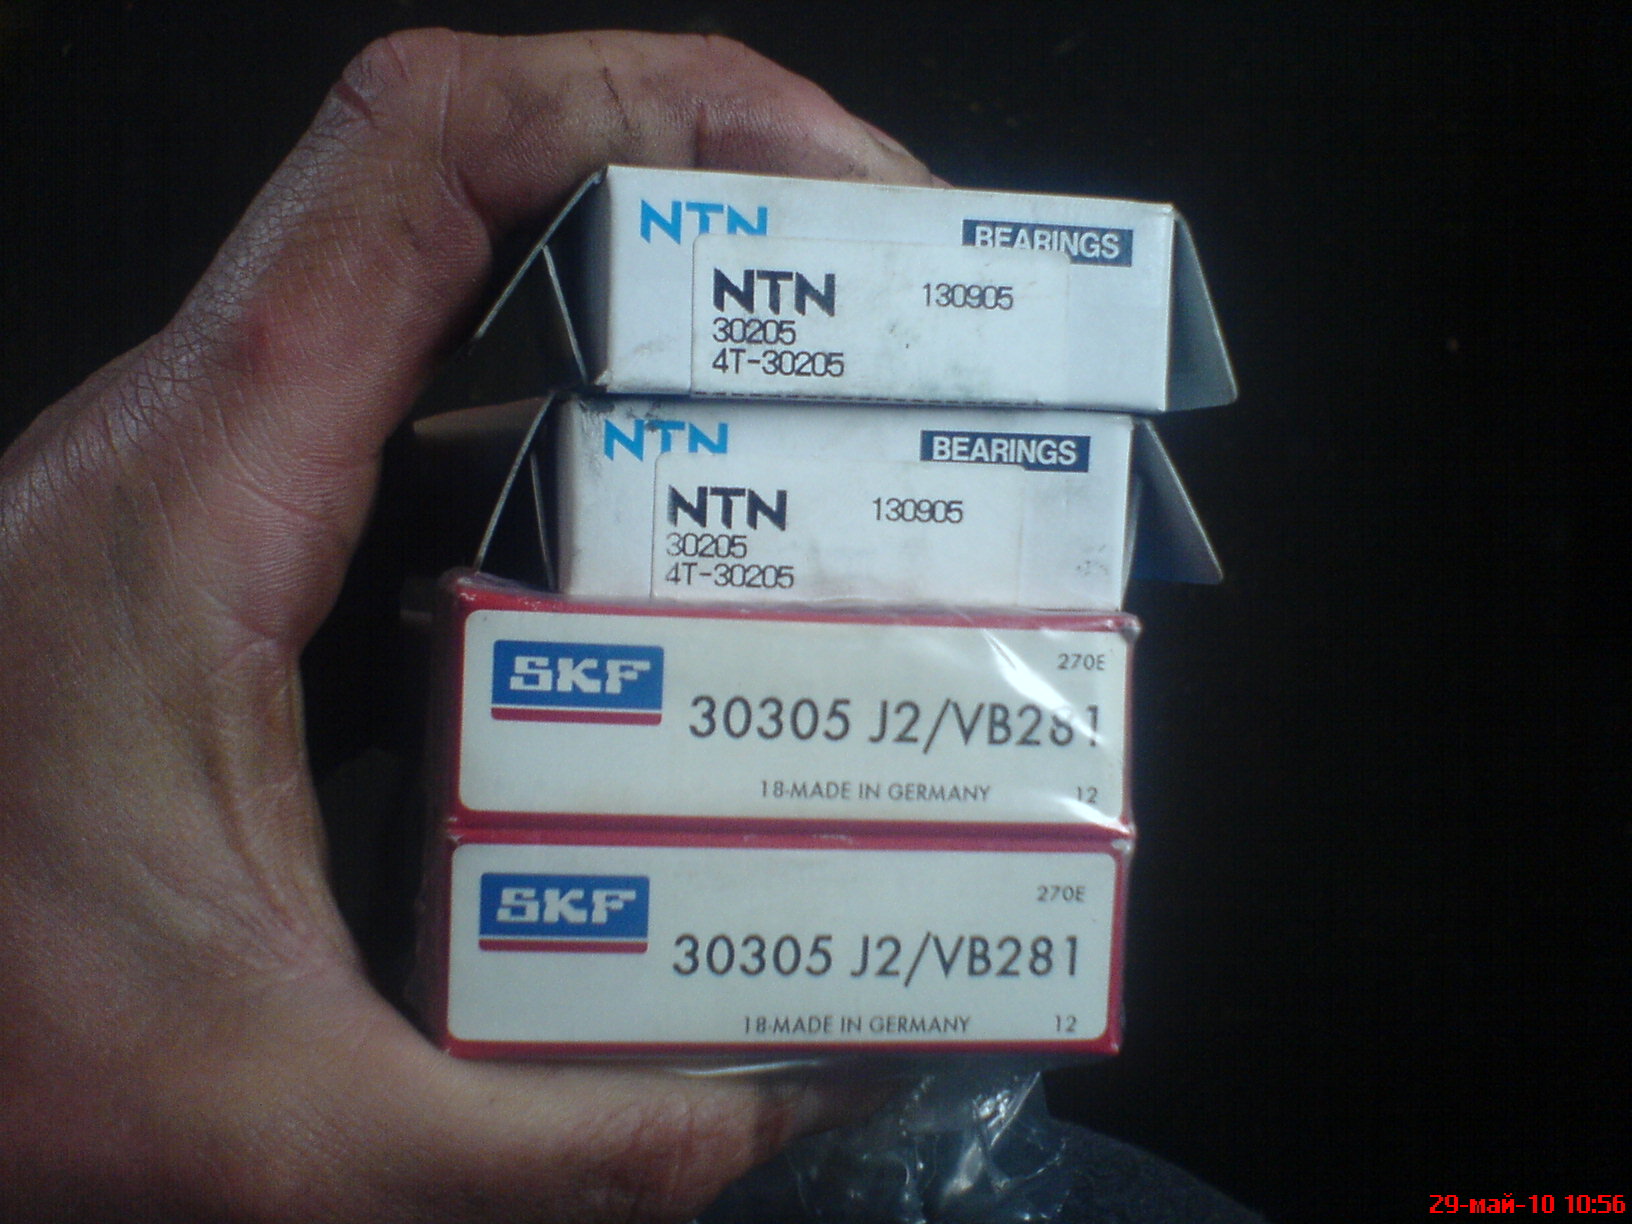 NTN BEARINGS
NTN 130905
30205
4T-30205
NTN BEARINGS
NTN 130905
30205
4T-30205
SKF 270E
30305 J2/VB281
18-MADE IN GERMANY 12
SKF 270E
30305 J2/VB281
18-MADE IN GERMANY 12
29-май-10 10:56